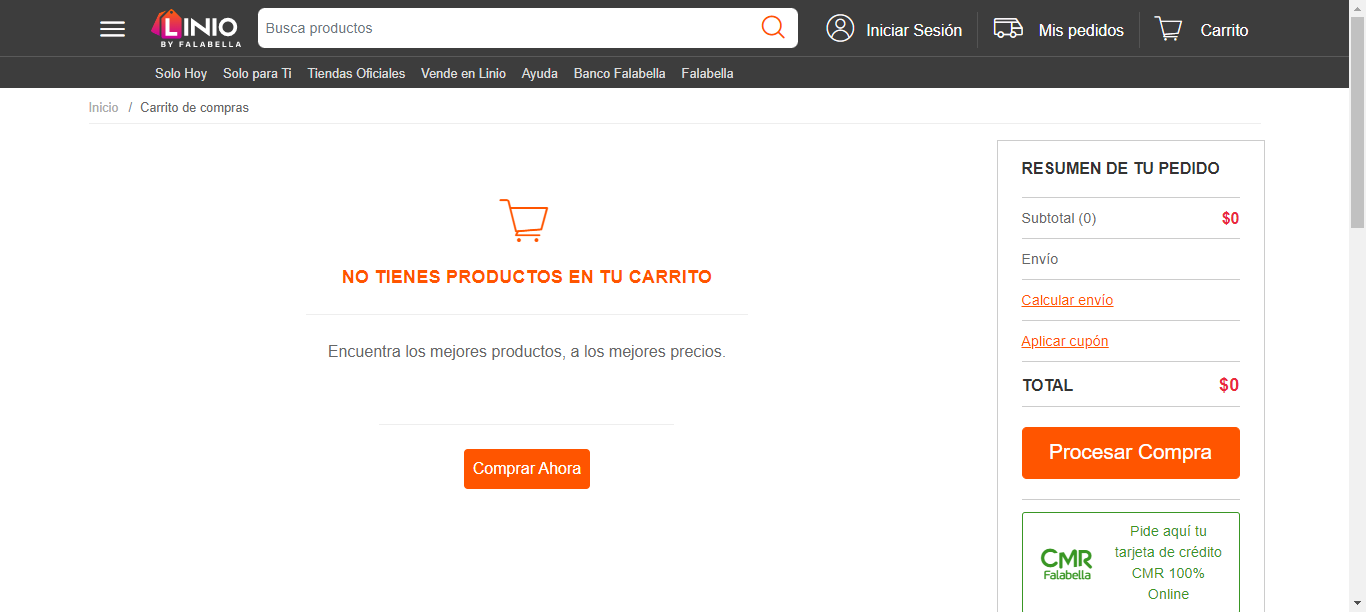 LINIO
BY FALABELLA
Busca productos
Iniciar Sesión
Mis pedidos
Carrito
Solo Hoy
Solo para Ti
Tiendas Oficiales
Vende en Linio
Ayuda
Banco Falabella
Falabella
Inicio / Carrito de compras
NO TIENES PRODUCTOS EN TU CARRITO
Encuentra los mejores productos, a los mejores precios.
Comprar Ahora
RESUMEN DE TU PEDIDO
Subtotal (0) $0
Envío
Calcular envío
Aplicar cupón
TOTAL $0
Procesar Compra
CMR
Falabella
Pide aquí tu
tarjeta de crédito
CMR 100%
Online